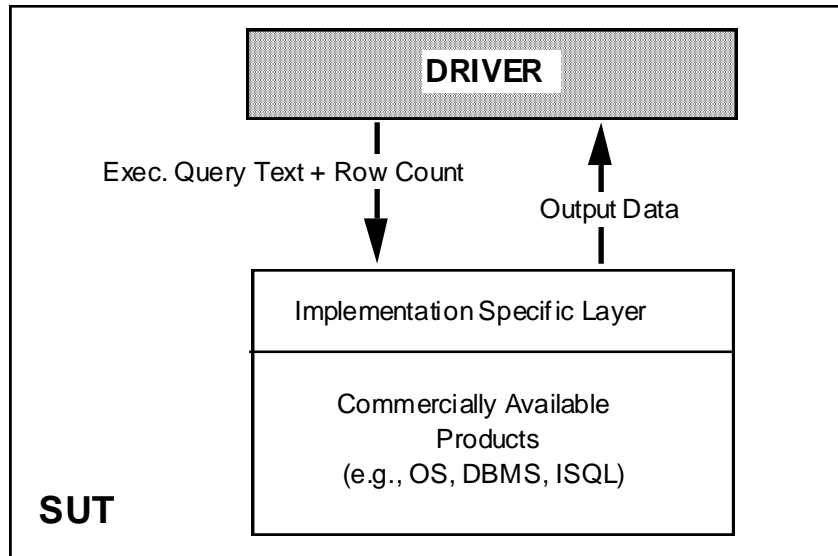 DRIVER
Exec. Query Text + Row Count
Output Data
Implementation Specific Layer
Commercially Available
Products
(e.g., OS, DBMS, ISQL)
SUT